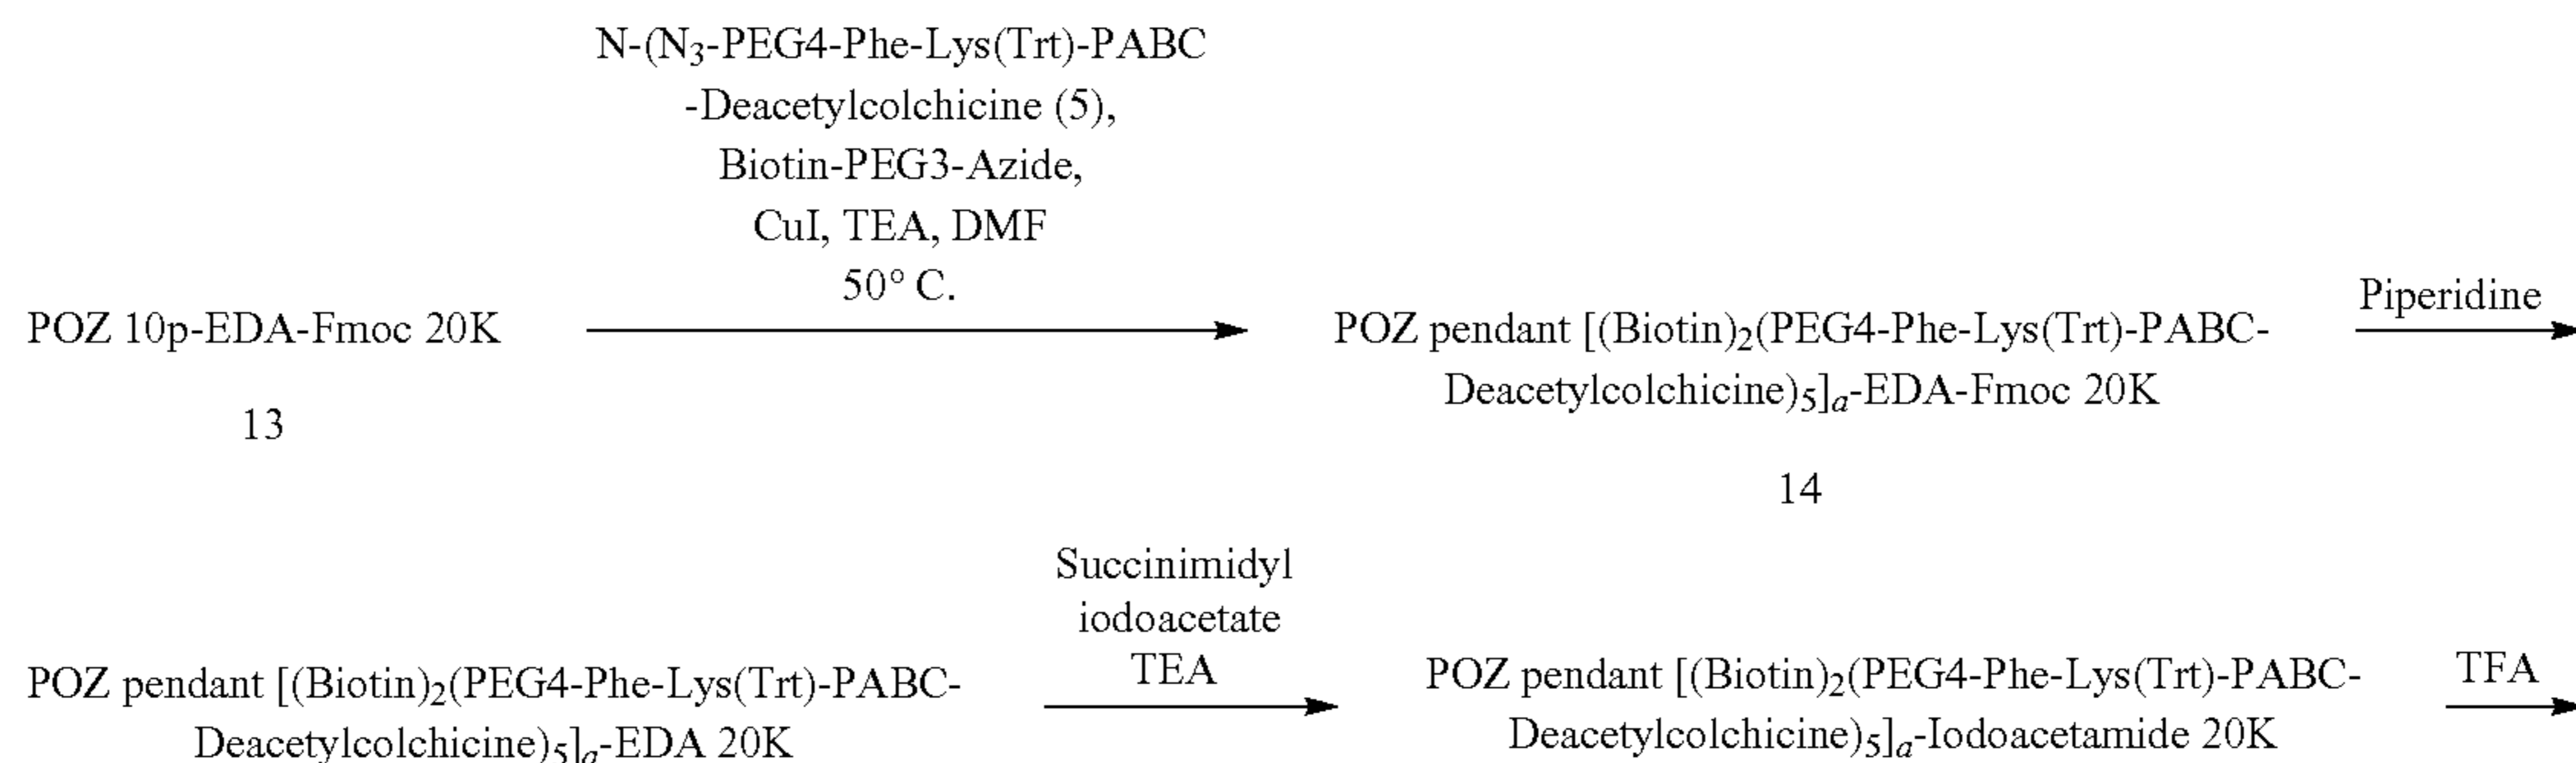 N-(N₃-PEG4-Phe-Lys(Trt)-PABC
-Deacetylcolchicine (5),
Biotin-PEG3-Azide,
CuI, TEA, DMF
50° C.
POZ 10p-EDA-Fmoc 20K
13
POZ pendant [(Biotin)₂(PEG4-Phe-Lys(Trt)-PABC-
Deacetylcolchicine)₅]ₐ-EDA-Fmoc 20K
14
Piperidine
POZ pendant [(Biotin)₂(PEG4-Phe-Lys(Trt)-PABC-
Deacetylcolchicine)₅]ₐ-EDA 20K
Succinimidyl
iodoacetate
TEA
POZ pendant [(Biotin)₂(PEG4-Phe-Lys(Trt)-PABC-
Deacetylcolchicine)₅]ₐ-Iodoacetamide 20K
TFA